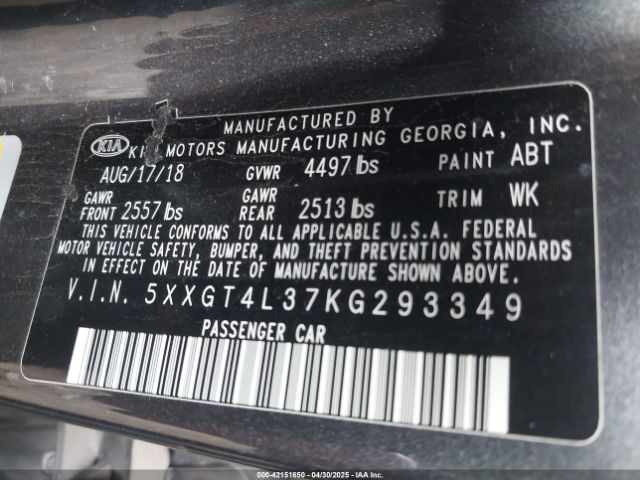 MANUFACTURED BY
KIA MOTORS MANUFACTURING GEORGIA, INC.
AUG/17/18 GVWR 4497 lbs PAINT ABT
GAWR FRONT 2557 lbs GAWR REAR 2513 lbs TRIM WK
THIS VEHICLE CONFORMS TO ALL APPLICABLE U.S.A. FEDERAL
MOTOR VEHICLE SAFETY, BUMPER, AND THEFT PREVENTION STANDARDS
IN EFFECT ON THE DATE OF MANUFACTURE SHOWN ABOVE.
V.I.N. 5XXGT4L37KG293349
PASSENGER CAR
000-42151650 - 04/30/2025 - IAAI.COM